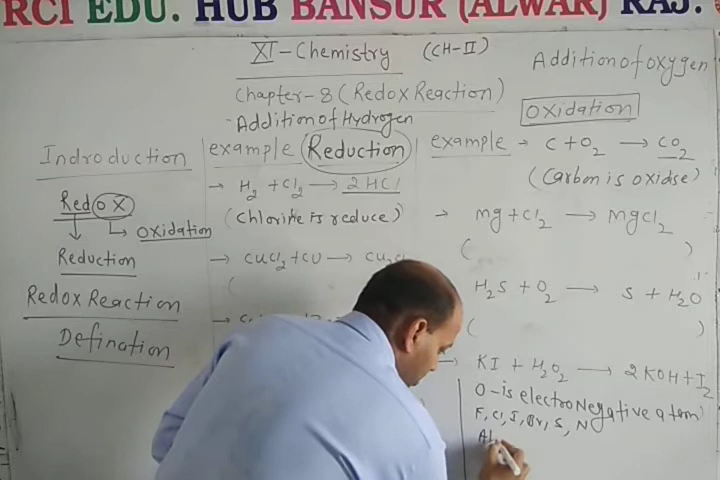 RCI EDU. HUB BANSUR (ALWAR) RAJ.
XI-Chemistry (CH-II)
Chapter-8 (Redox Reaction)
Addition of oxygen
Oxidation
Addition of Hydrogen
Indroduction
Redox
Oxidation
Reduction
Redox Reaction
Defination
example Reduction
→ H2 + Cl2 → 2HCl
(Chlorine is reduce)
→ CuCl2 + Cu →
(
example → C + O2 → CO2
(Carbon is oxidse)
→ Mg + Cl2 → MgCl2
( )
H2S + O2 → S + H2O
( )
→ KI + H2O2 → 2KOH + I2
O-is electroNegative atom
F, Cl, I, Br, S, N